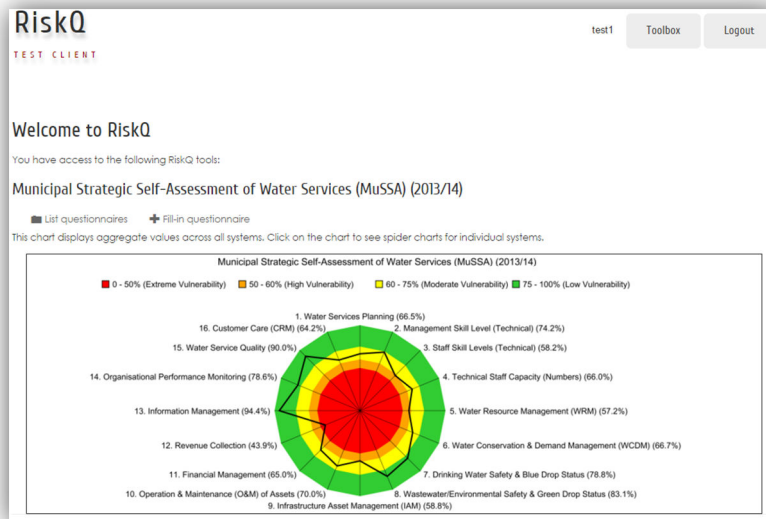 RiskQ
TEST CLIENT
test1 Toolbox Logout
Welcome to RiskQ
You have access to the following RiskQ tools:
Municipal Strategic Self-Assessment of Water Services (MuSSA) (2013/14)
List questionnaires Fill-in questionnaire
This chart displays aggregate values across all systems. Click on the chart to see spider charts for individual systems.
Municipal Strategic Self-Assessment of Water Services (MuSSA) (2013/14)
0 - 50% (Extreme Vulnerability) 50 - 60% (High Vulnerability) 60 - 75% (Moderate Vulnerability) 75 - 100% (Low Vulnerability)
1. Water Services Planning (66.5%)
16. Customer Care (CRM) (64.2%) 2. Management Skill Level (Technical) (74.2%)
15. Water Service Quality (90.0%) 3. Staff Skill Levels (Technical) (58.2%)
14. Organisational Performance Monitoring (78.6%) 4. Technical Staff Capacity (Numbers) (66.0%)
13. Information Management (94.4%) 5. Water Resource Management (WRM) (57.2%)
12. Revenue Collection (43.9%) 6. Water Conservation & Demand Management (WCDM) (66.7%)
11. Financial Management (65.0%) 7. Drinking Water Safety & Blue Drop Status (78.8%)
10. Operation & Maintenance (O&M) of Assets (70.0%) 8. Wastewater/Environmental Safety & Green Drop Status (83.1%)
9. Infrastructure Asset Management (IAM) (58.8%)